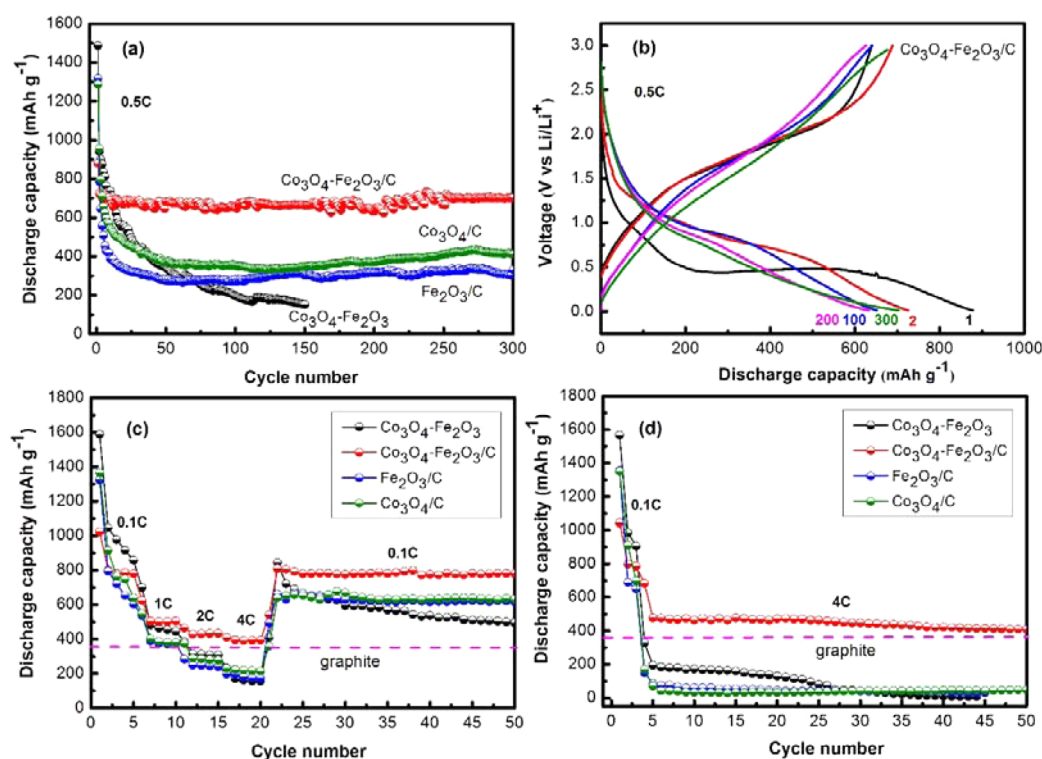 (a)
0.5C
Co3O4-Fe2O3/C
Co3O4/C
Fe2O3/C
Co3O4-Fe2O3
1600
1400
1200
1000
800
600
400
200
0
0 50 100 150 200 250 300
Discharge capacity (mAh g-1)
Cycle number
(b)
0.5C
Co3O4-Fe2O3/C
3.0
2.5
2.0
1.5
1.0
0.5
0.0
200 100 300 2 1
0 200 400 600 800 1000
Voltage (V vs Li/Li+)
Discharge capacity (mAh g-1)
(c)
Co3O4-Fe2O3
Co3O4-Fe2O3/C
Fe2O3/C
Co3O4/C
0.1C
1C
2C
4C
0.1C
graphite
1800
1600
1400
1200
1000
800
600
400
200
0
0 5 10 15 20 25 30 35 40 45 50
Discharge capacity (mAh g-1)
Cycle number
(d)
Co3O4-Fe2O3
Co3O4-Fe2O3/C
Fe2O3/C
Co3O4/C
0.1C
4C
graphite
1800
1600
1400
1200
1000
800
600
400
200
0
0 5 10 15 20 25 30 35 40 45 50
Discharge capacity (mAh g-1)
Cycle number